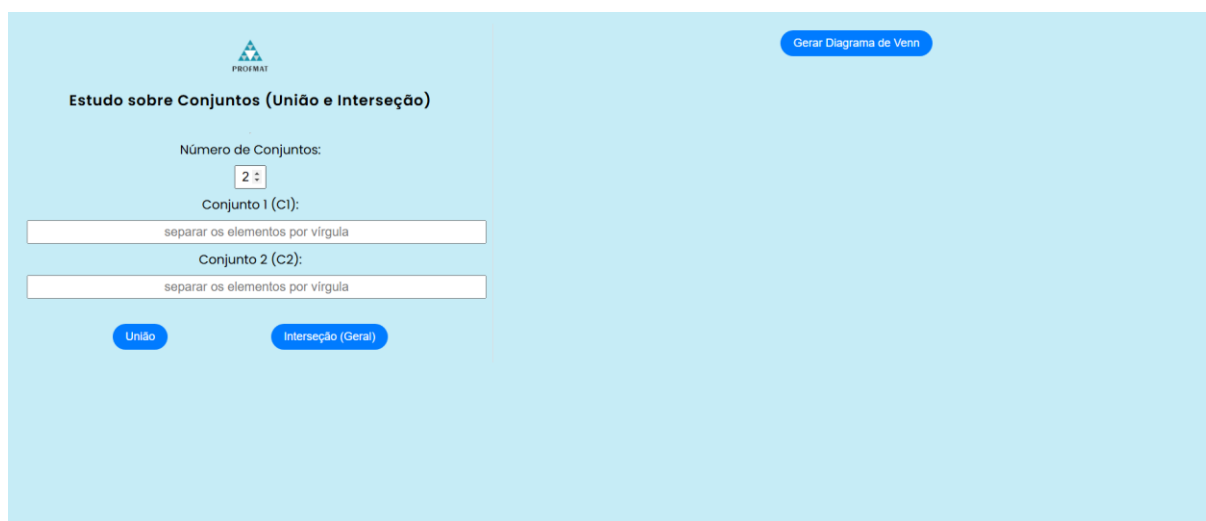 PROFMAT
Estudo sobre Conjuntos (União e Interseção)
Número de Conjuntos:
2
Conjunto 1 (C1):
separar os elementos por vírgula
Conjunto 2 (C2):
separar os elementos por vírgula
União
Interseção (Geral)
Gerar Diagrama de Venn